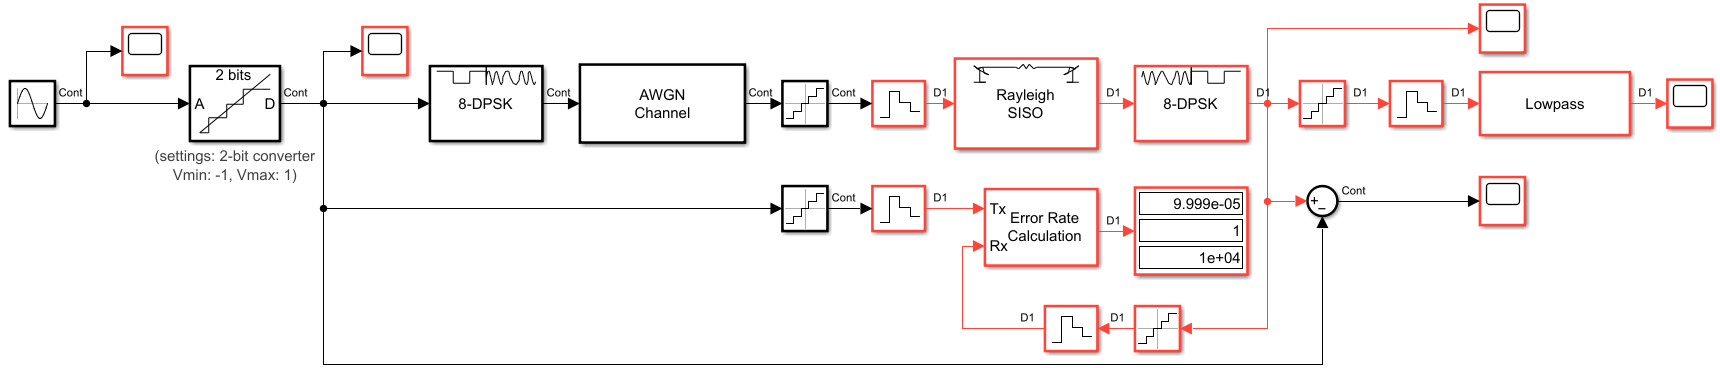 2 bits
A
D
Cont
Cont
8-DPSK
Cont
AWGN
Channel
Cont
Cont
D1
Rayleigh
SISO
D1
8-DPSK
D1
D1
D1
Lowpass
D1
(settings: 2-bit converter
Vmin: -1, Vmax: 1)
Cont
D1
Tx
Rx
Error Rate
Calculation
D1
9.999e-05
1
1e+04
+
_
Cont
D1
D1